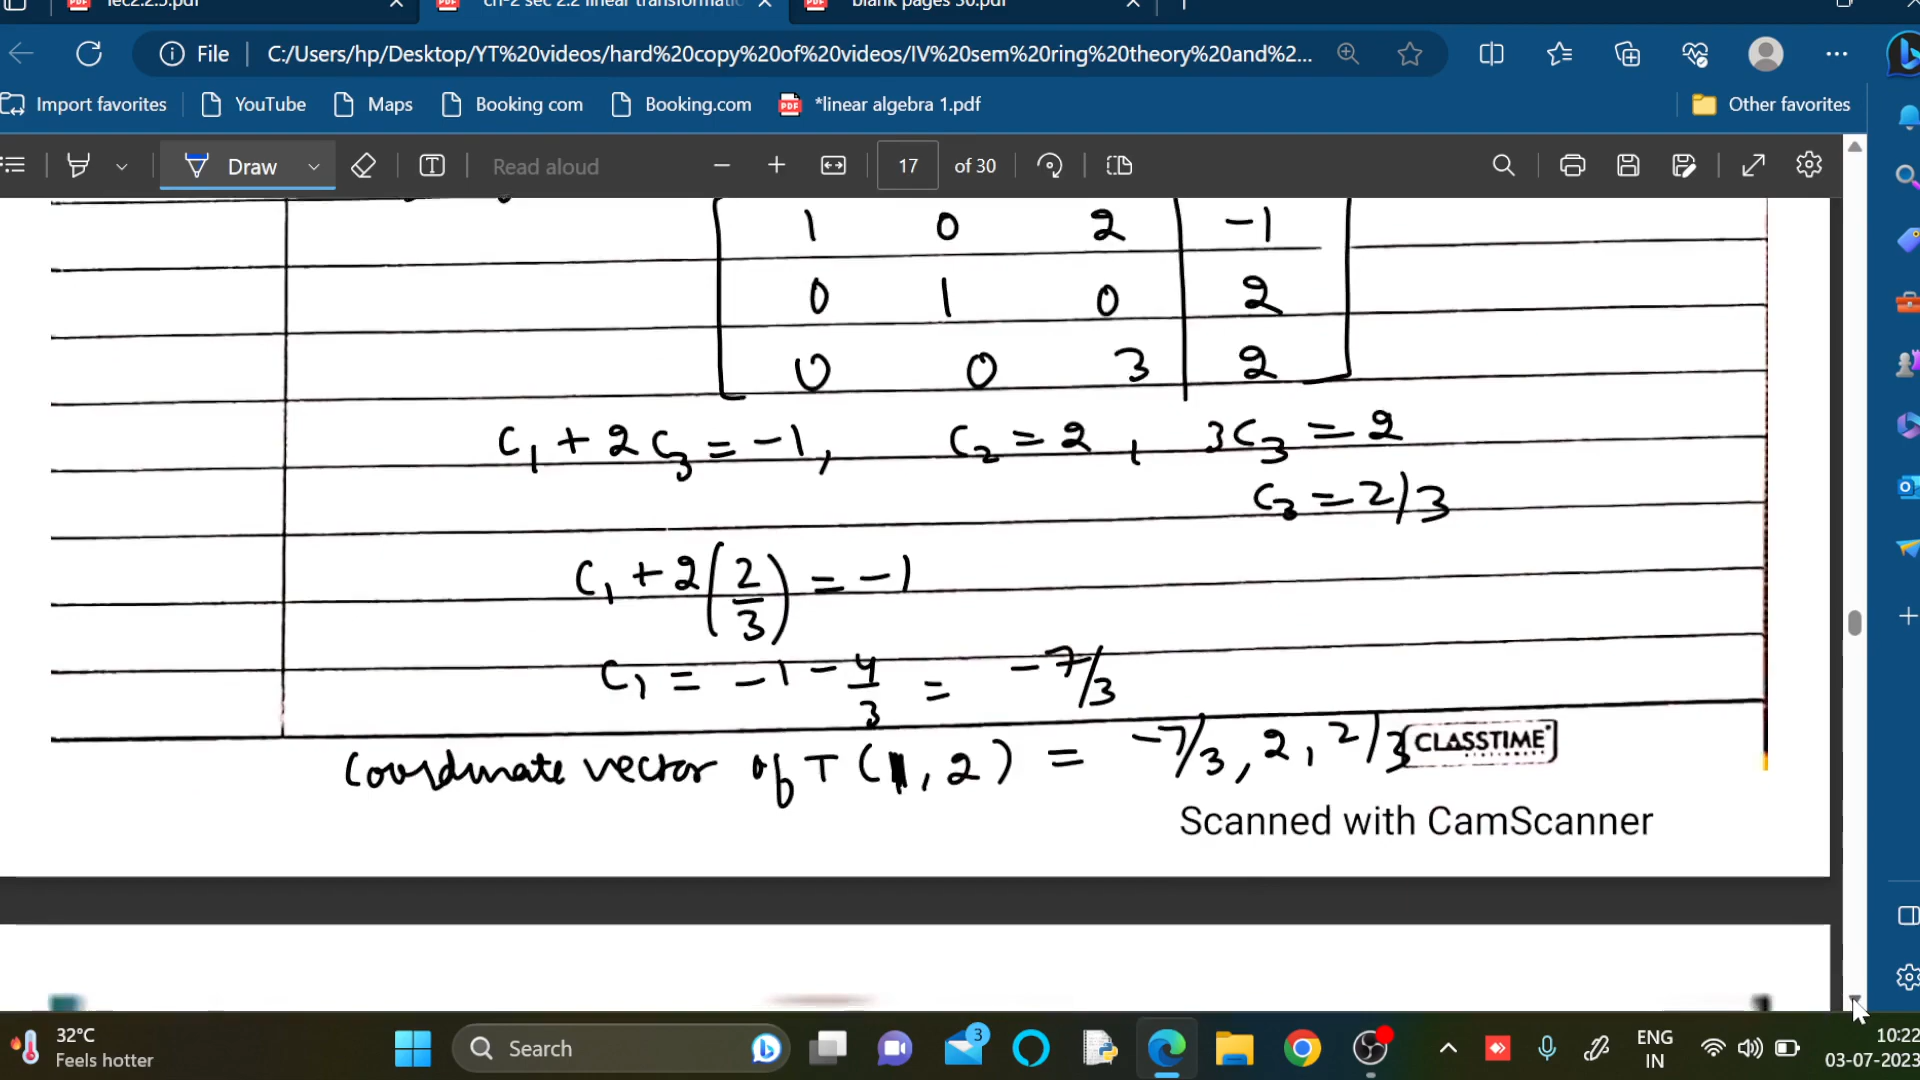 ch-2 sec 2.2 linear transformati
blank pages 30.pdf
File C:/Users/hp/Desktop/YT%20videos/hard%20copy%20of%20videos/IV%20sem%20ring%20theory%20and%2...
Import favorites YouTube Maps Booking com Booking.com *linear algebra 1.pdf Other favorites
Draw Read aloud 17 of 30
1 0 2 -1
0 1 0 2
0 0 3 2
C₁ + 2C₃ = -1, C₂ = 2, 3C₃ = 2
C₃ = 2/3
C₁ + 2(2/3) = -1
C₁ = -1 - 4/3 = -7/3
Coordinate vector of T(1, 2) = -7/3, 2, 2/3
CLASSTIME
Scanned with CamScanner
32°C
Feels hotter
Search
3
ENG
IN
10:22
03-07-2023